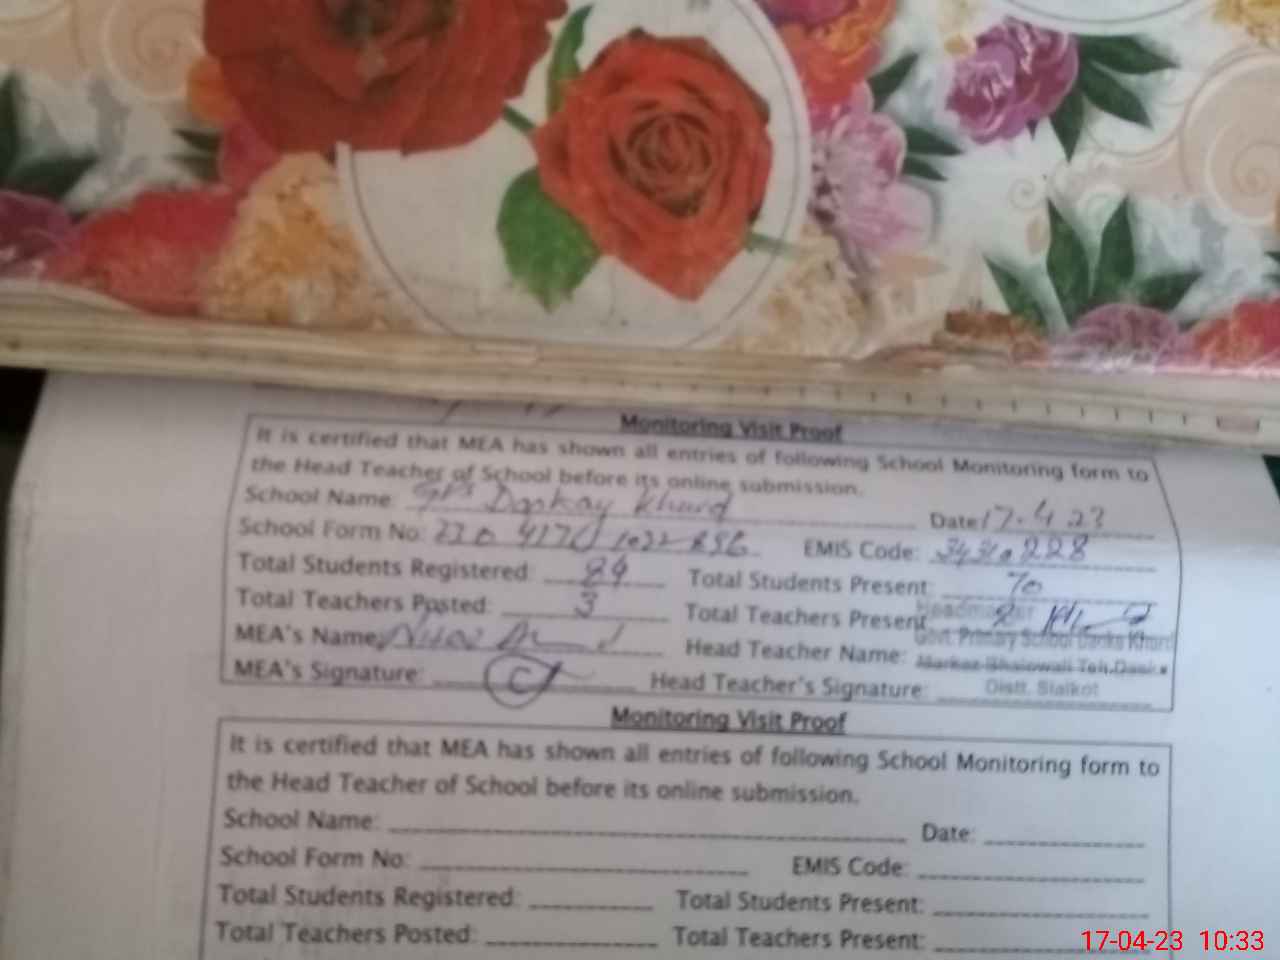 Monitoring Visit Proof
It is certified that MEA has shown all entries of following School Monitoring form to
the Head Teacher of School before its online submission.
School Name: GPS Khurd Date: 17-4-23
School Form No: EMIS Code:
Total Students Registered: 84 Total Students Present: 70
Total Teachers Posted: 3 Total Teachers Present
Headmaster
MEA's Name: Head Teacher Name:
Govt. Primary School Khurd
MEA's Signature: Head Teacher's Signature:
Distt. Sialkot
Monitoring Visit Proof
It is certified that MEA has shown all entries of following School Monitoring form to
the Head Teacher of School before its online submission.
School Name: Date:
School Form No: EMIS Code:
Total Students Registered: Total Students Present:
Total Teachers Posted: Total Teachers Present:
17-04-23 10:33